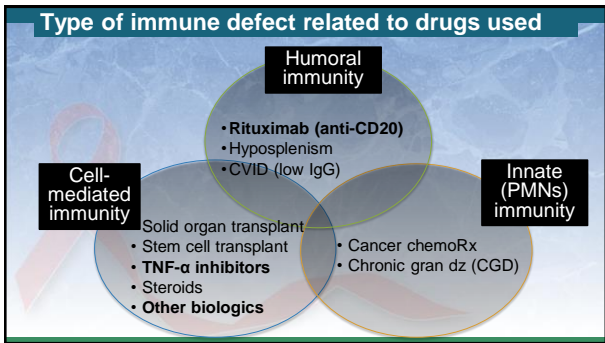 Type of immune defect related to drugs used
Humoral
immunity
• Rituximab (anti-CD20)
• Hyposplenism
• CVID (low IgG)
Cell-
mediated
immunity
• Solid organ transplant
• Stem cell transplant
• TNF-α inhibitors
• Steroids
• Other biologics
Innate
(PMNs)
immunity
• Cancer chemoRx
• Chronic gran dz (CGD)